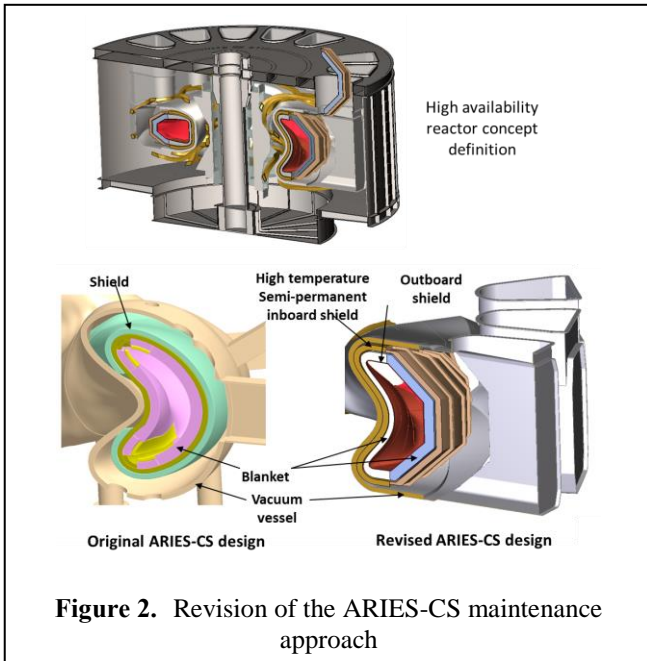 High availability
reactor concept
definition
Shield
High temperature
Semi-permanent
inboard shield
Outboard
shield
Blanket
Vacuum
vessel
Original ARIES-CS design
Revised ARIES-CS design
Figure 2. Revision of the ARIES-CS maintenance
approach